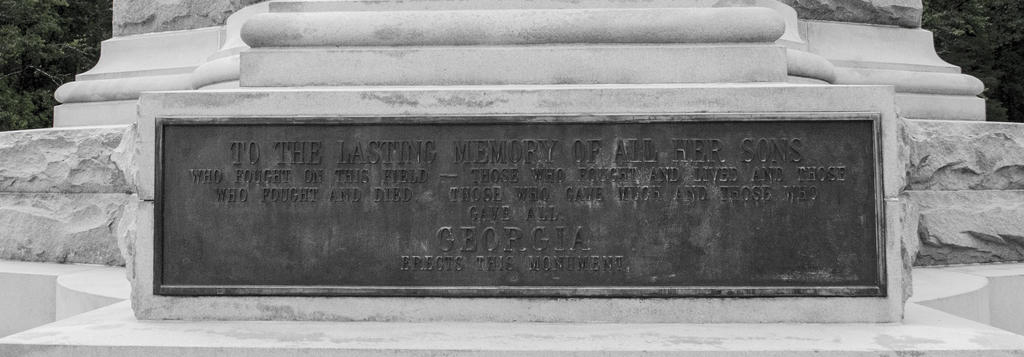 TO THE LASTING MEMORY OF ALL HER SONS
WHO FOUGHT ON THIS FIELD — THOSE WHO FOUGHT AND LIVED AND THOSE
WHO FOUGHT AND DIED THOSE WHO GAVE MUCH AND THOSE WHO
GAVE ALL
GEORGIA
ERECTS THIS MONUMENT